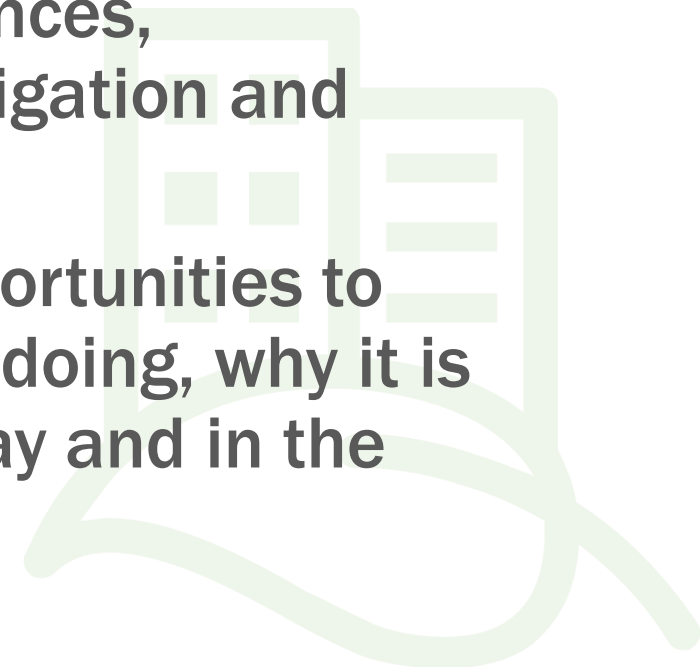 nces,
igation and
ortunities to
doing, why it is
ay and in the